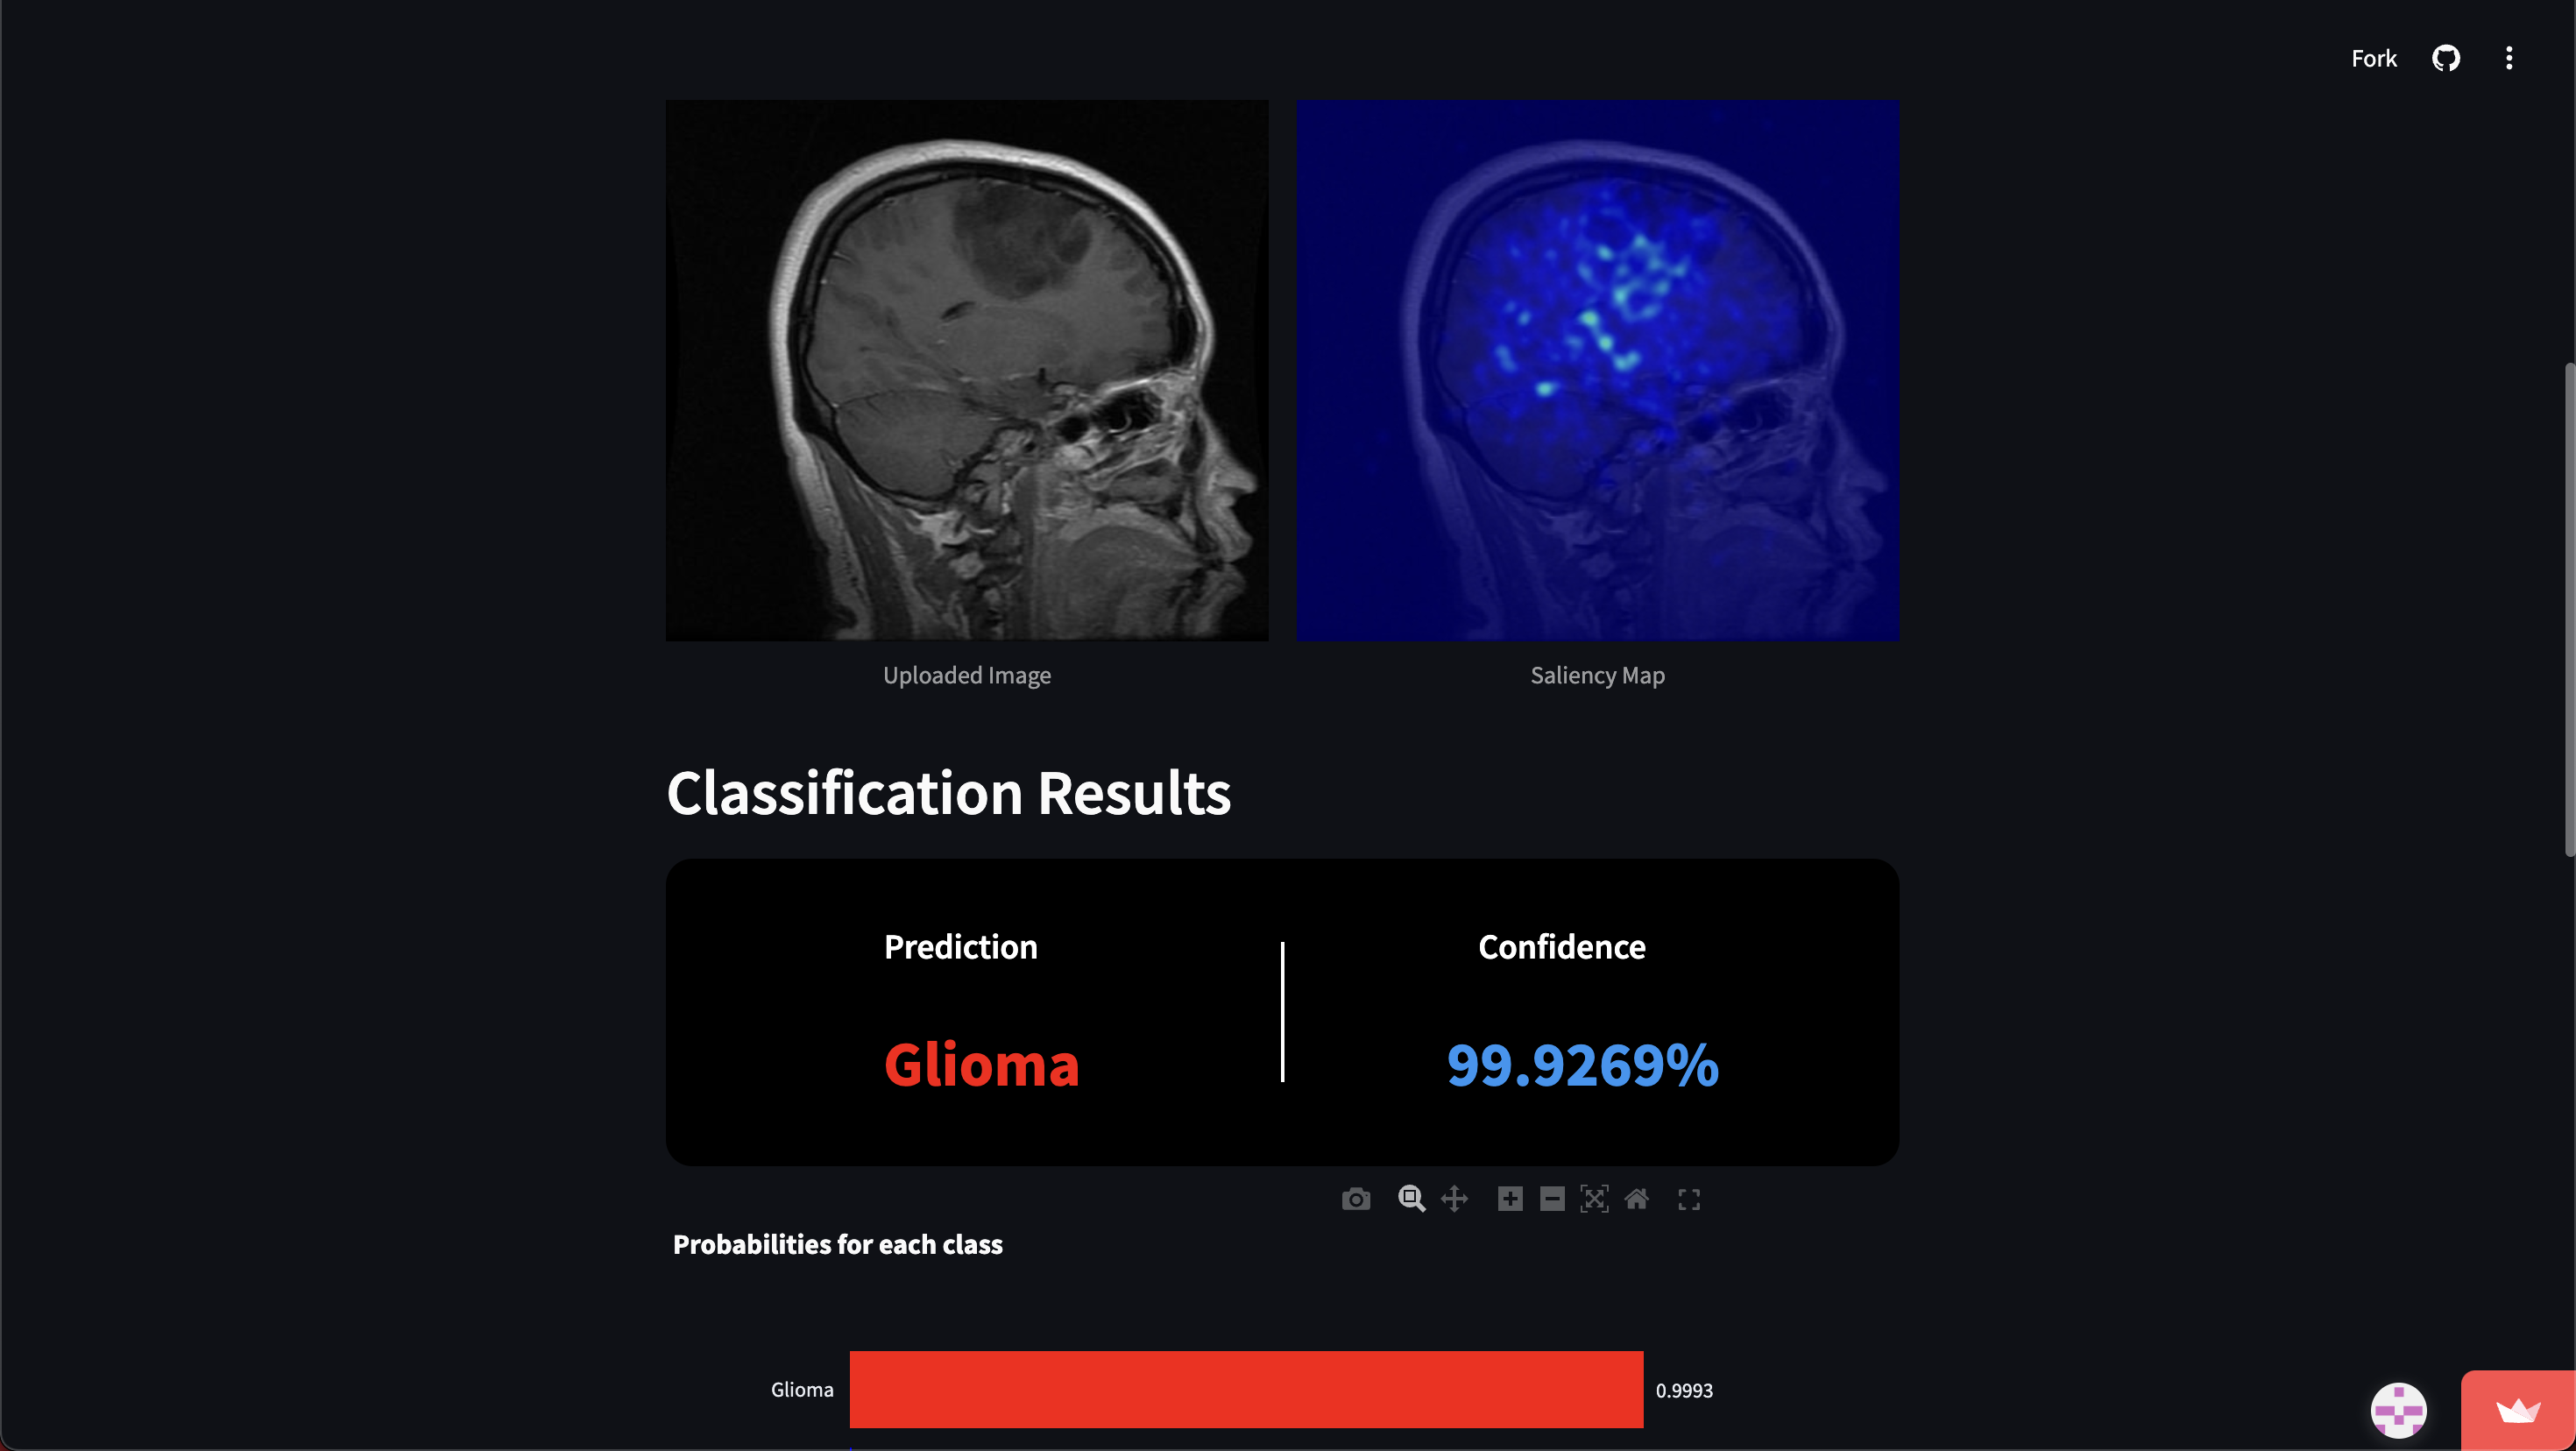 Fork
Uploaded Image
Saliency Map
Classification Results
Prediction
Confidence
Glioma
99.9269%
Probabilities for each class
Glioma
0.9993